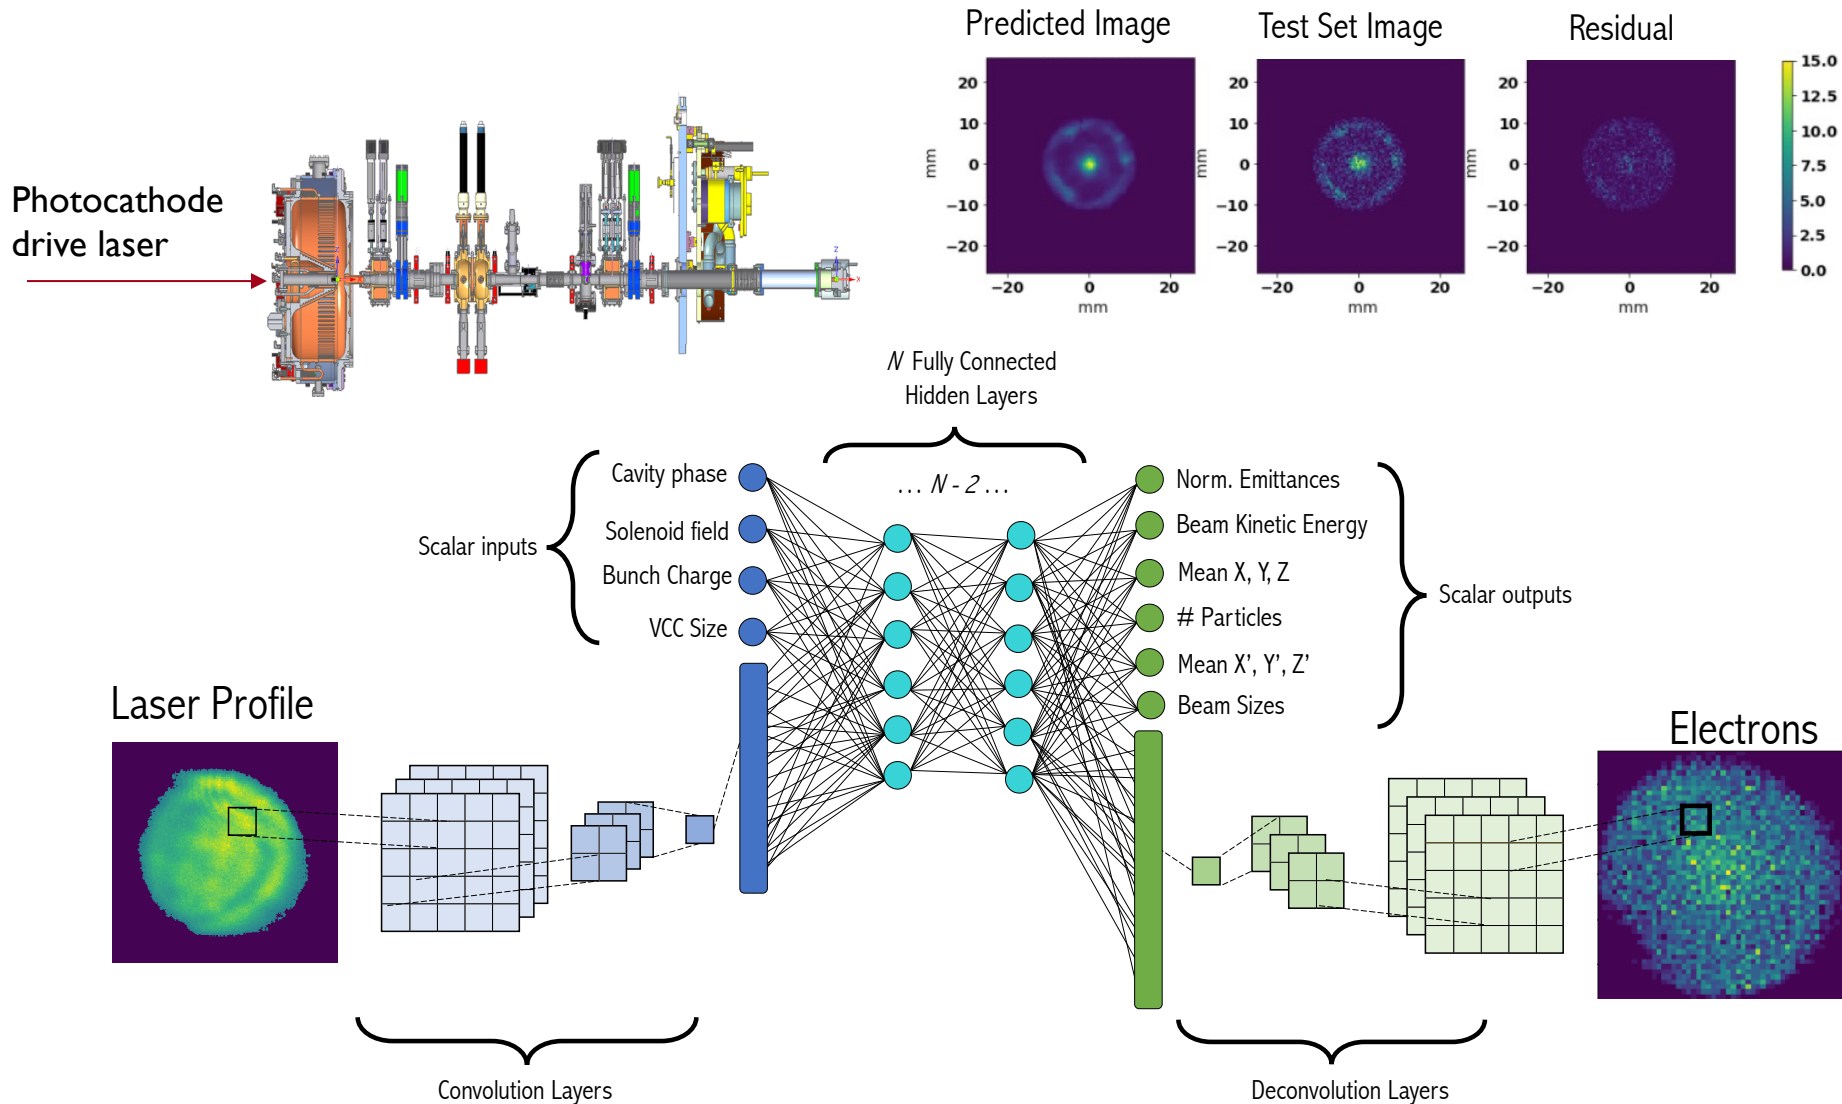 Predicted Image
Test Set Image
Residual
20
10
0
−10
−20
mm
−20
0
20
mm
20
10
0
−10
−20
mm
−20
0
20
mm
20
10
0
−10
−20
mm
−20
0
20
mm
15.0
12.5
10.0
7.5
5.0
2.5
0.0
Photocathode
drive laser
N Fully Connected
Hidden Layers
... N - 2 ...
Scalar inputs
Cavity phase
Solenoid field
Bunch Charge
VCC Size
Norm. Emittances
Beam Kinetic Energy
Mean X, Y, Z
# Particles
Mean X’, Y’, Z’
Beam Sizes
Scalar outputs
Laser Profile
Electrons
Convolution Layers
Deconvolution Layers